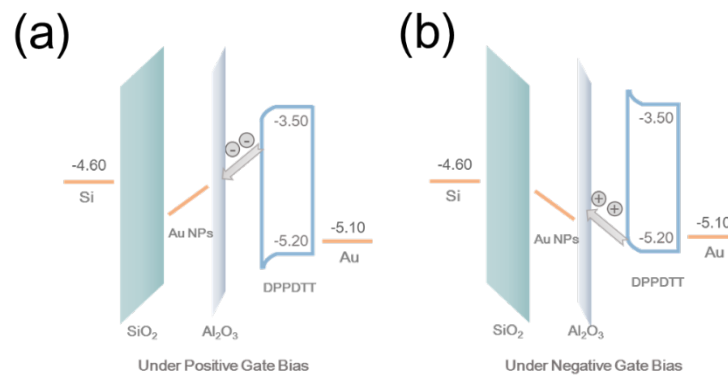 (a)
(b)
-3.50
-4.60
Si
Au NPs
-5.20
-5.10
Au
DPPDTT
SiO₂
Al₂O₃
Under Positive Gate Bias
-3.50
-4.60
Si
Au NPs
-5.20
-5.10
Au
DPPDTT
SiO₂
Al₂O₃
Under Negative Gate Bias